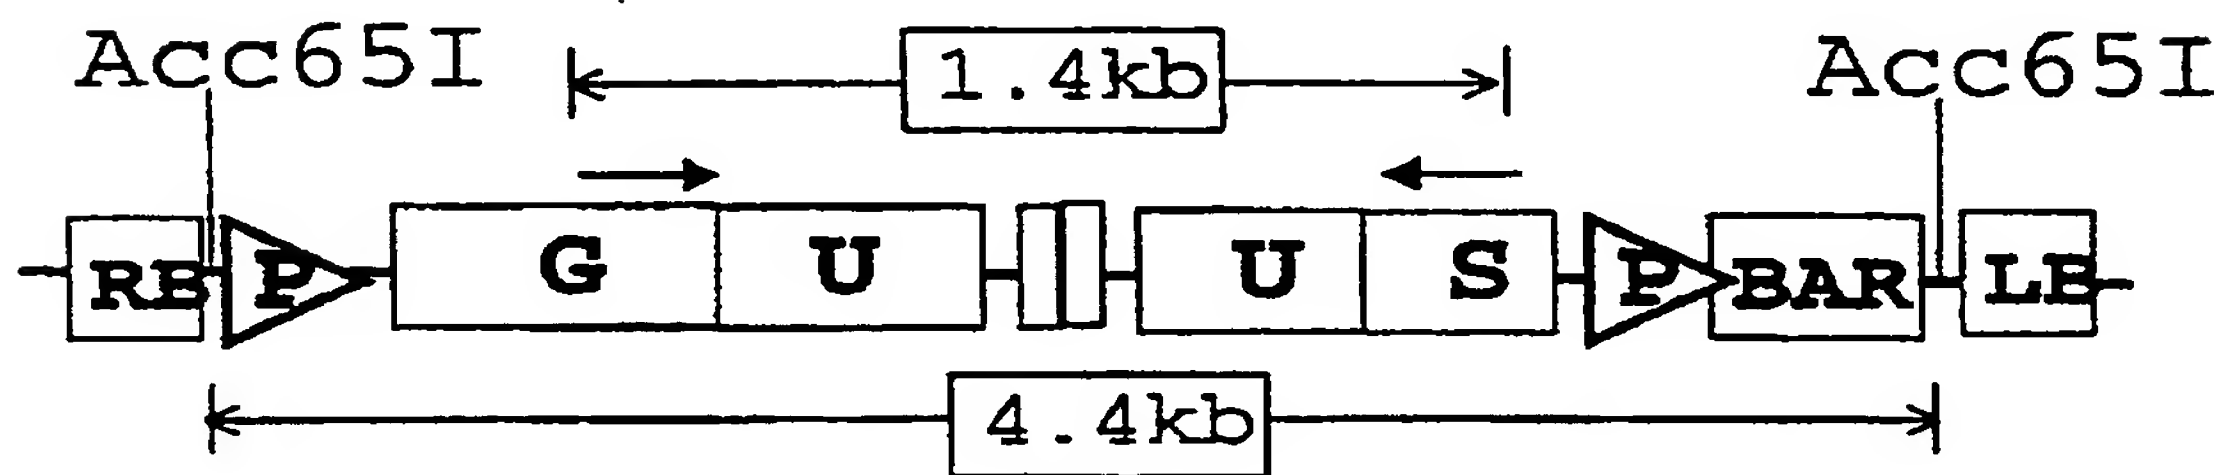 Acc65I 1.4kb Acc65I
RB P G U U S P BAR LB
4.4kb